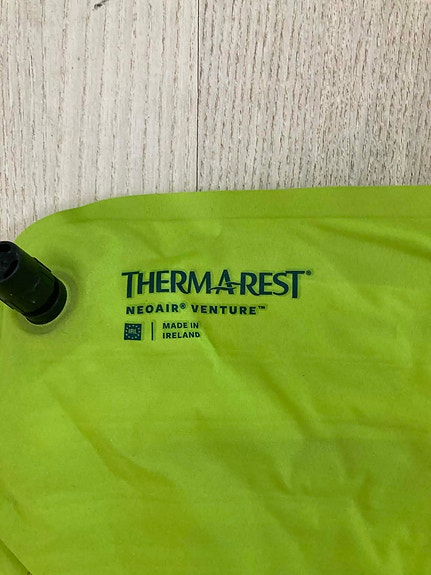 THERMAREST®
NEOAIR® VENTURE™
MADE IN
IRELAND